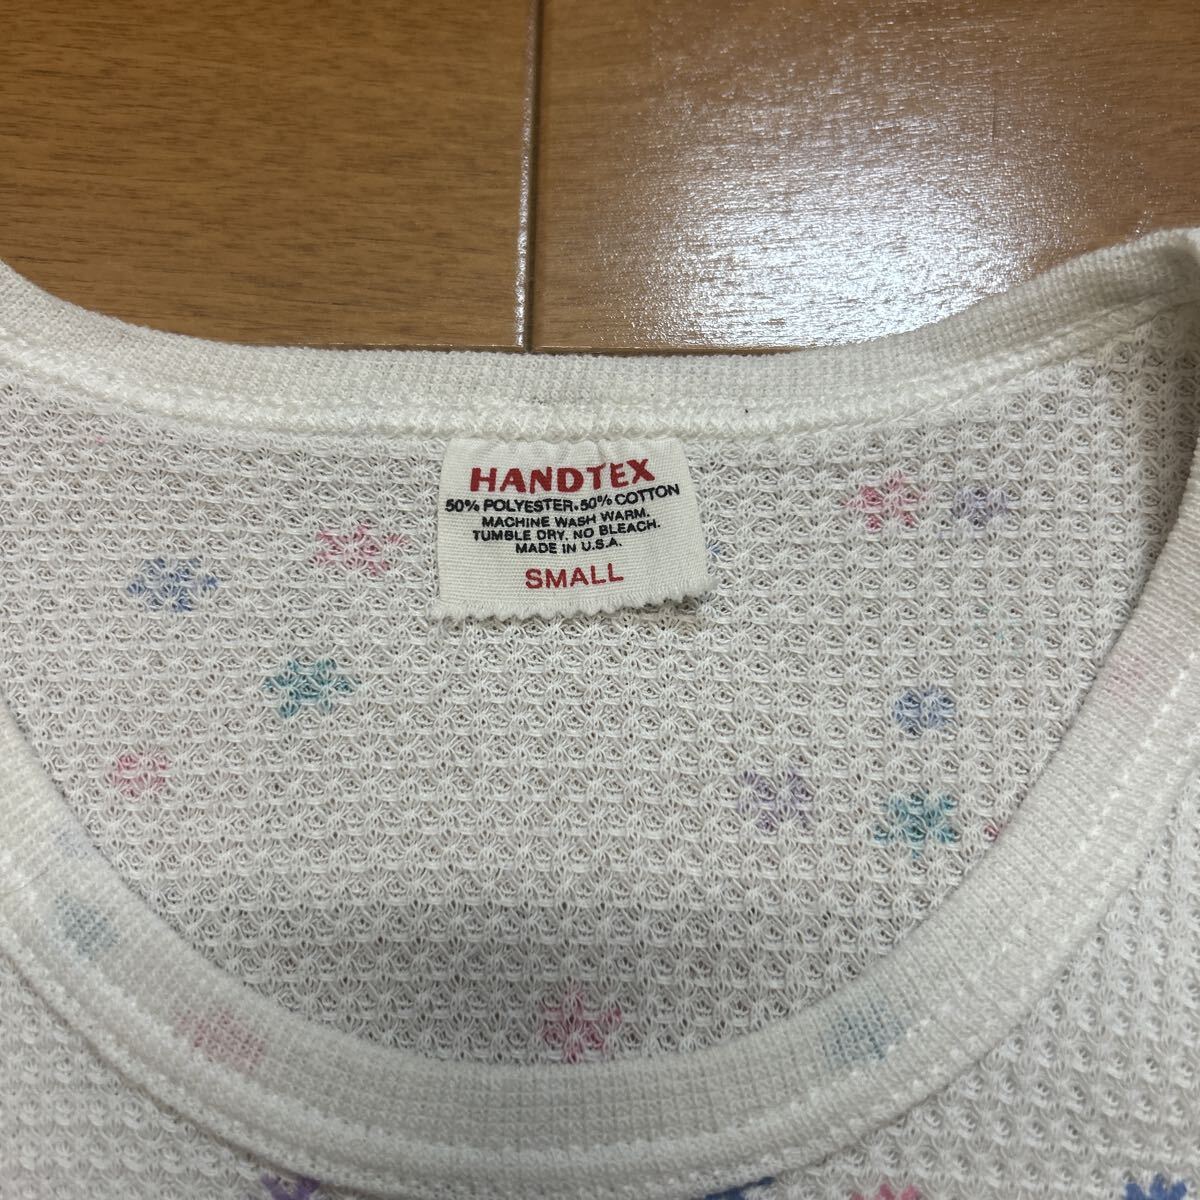 HANDTEX
50% POLYESTER. 50% COTTON
MACHINE WASH WARM.
TUMBLE DRY. NO BLEACH.
MADE IN U.S.A.
SMALL